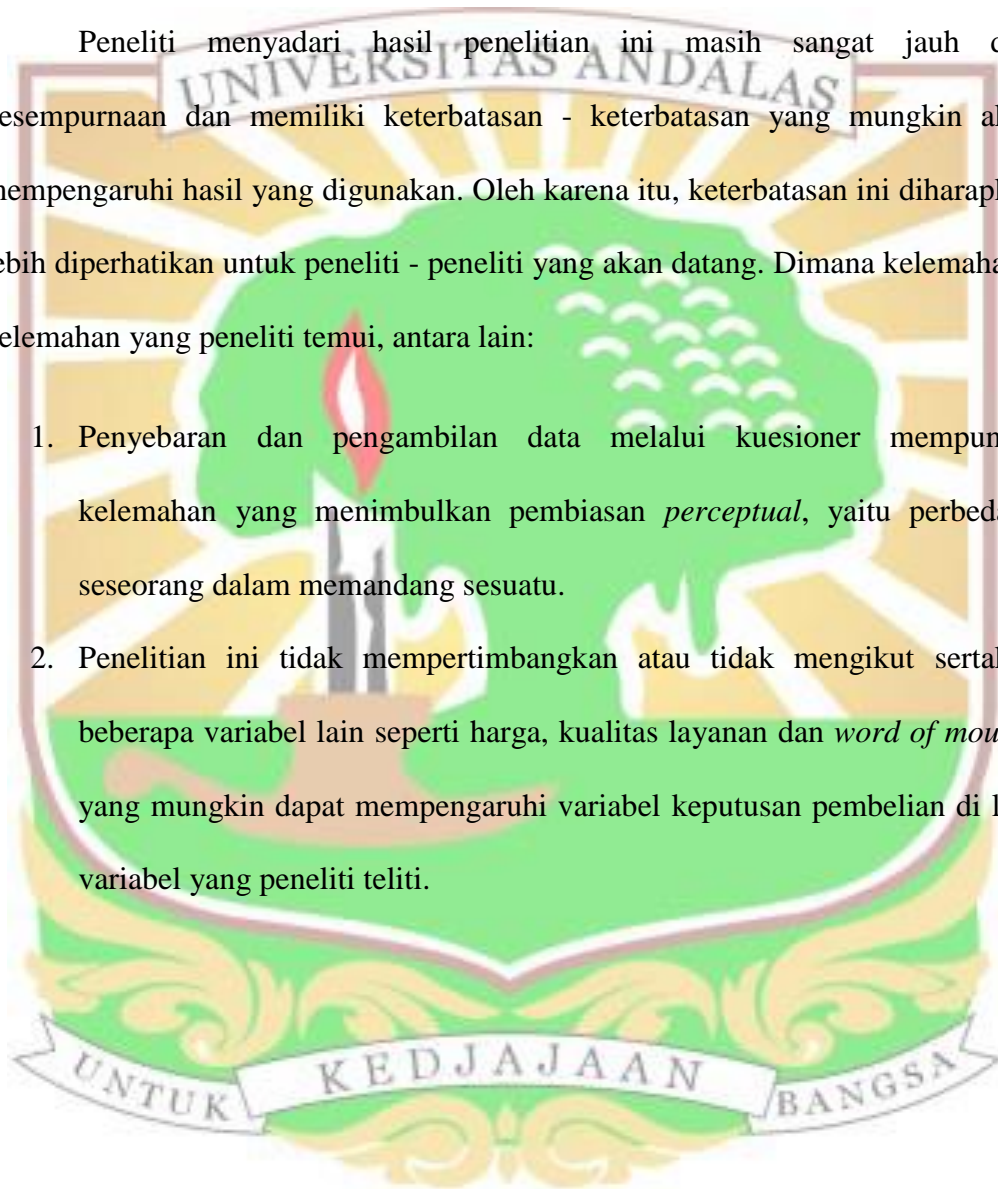 Peneliti menyadari hasil penelitian ini masih sangat jauh d
UNIVERSITAS ANDALAS
esempurnaan dan memiliki keterbatasan - keterbatasan yang mungkin ak
mempengaruhi hasil yang digunakan. Oleh karena itu, keterbatasan ini diharapk
ebih diperhatikan untuk peneliti - peneliti yang akan datang. Dimana kelemaha
elemahan yang peneliti temui, antara lain:
1. Penyebaran dan pengambilan data melalui kuesioner mempun
kelemahan yang menimbulkan pembiasan perceptual, yaitu perbeda
seseorang dalam memandang sesuatu.
2. Penelitian ini tidak mempertimbangkan atau tidak mengikut sertak
beberapa variabel lain seperti harga, kualitas layanan dan word of mou
yang mungkin dapat mempengaruhi variabel keputusan pembelian di l
variabel yang peneliti teliti.
UNTUK KEDJAJAAN BANGSA